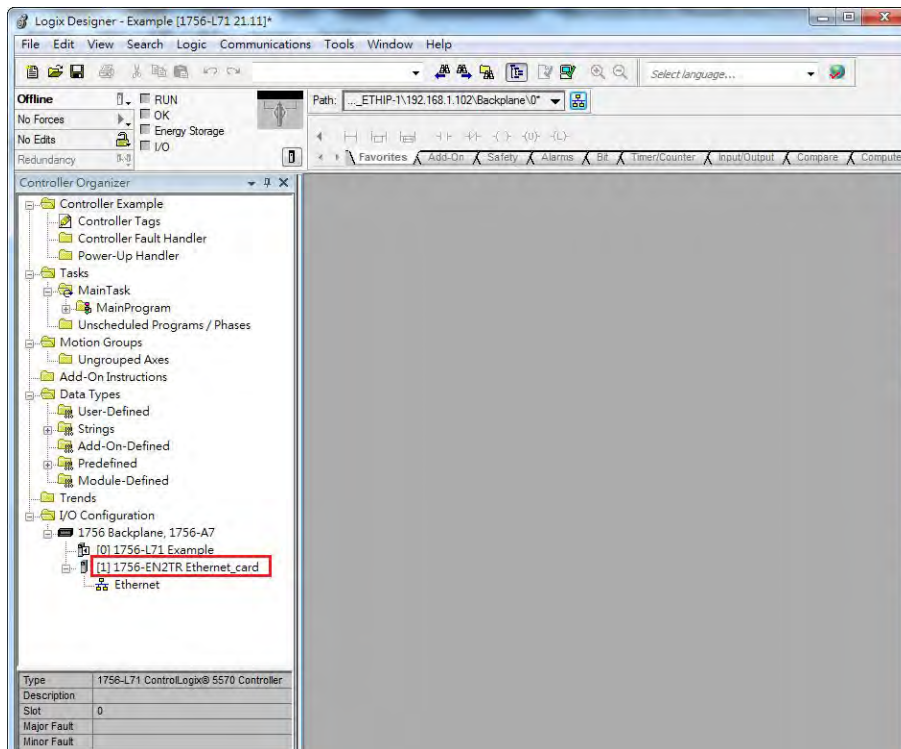 Logix Designer - Example [1756-L71 21.11]*
File Edit View Search Logic Communications Tools Window Help
Select language...
Offline
RUN
No Forces
OK
No Edits
Energy Storage
Redundancy
I/O
Path: ..._ETHIP-1\192.168.1.102\Backplane\0*
Favorites Add-On Safety Alarms Bit Timer/Counter Input/Output Compare Compute
Controller Organizer
Controller Example
Controller Tags
Controller Fault Handler
Power-Up Handler
Tasks
MainTask
MainProgram
Unscheduled Programs / Phases
Motion Groups
Ungrouped Axes
Add-On Instructions
Data Types
User-Defined
Strings
Add-On-Defined
Predefined
Module-Defined
Trends
I/O Configuration
1756 Backplane, 1756-A7
[0] 1756-L71 Example
[1] 1756-EN2TR Ethernet_card
Ethernet
Type 1756-L71 ControlLogix® 5570 Controller
Description
Slot 0
Major Fault
Minor Fault